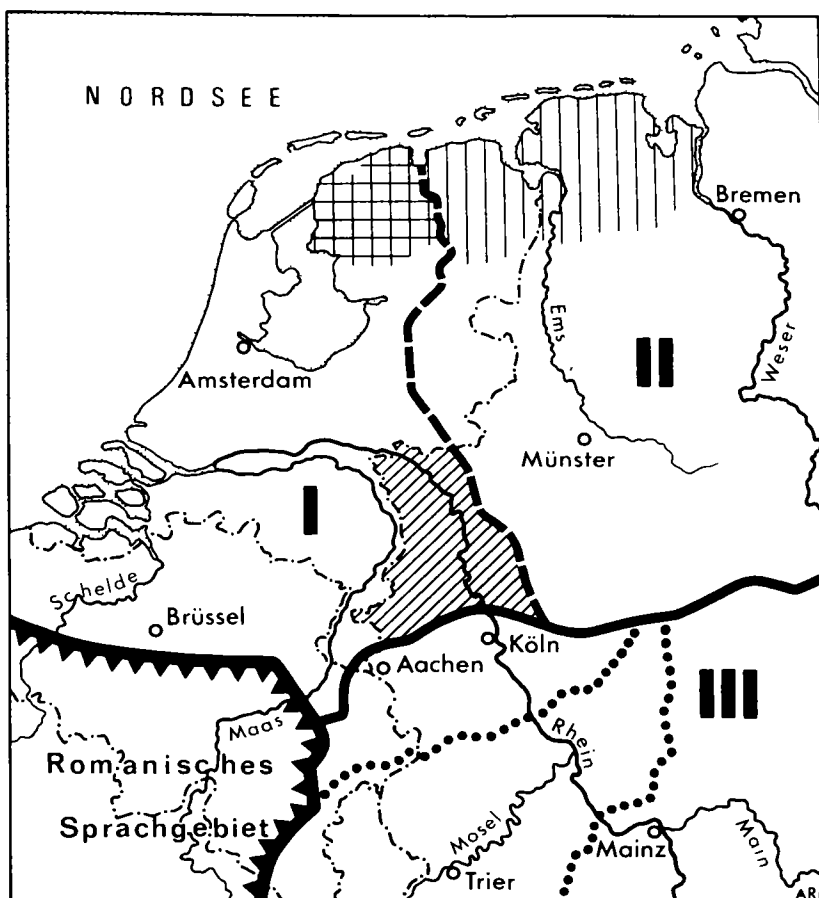 NORDSEE
Bremen
Ems
II
Weser
Amsterdam
Münster
I
Schelde
Brüssel
Köln
Aachen
III
Maas
Rhein
Romanisches
Sprachgebiet
Mosel
Mainz
Main
Trier